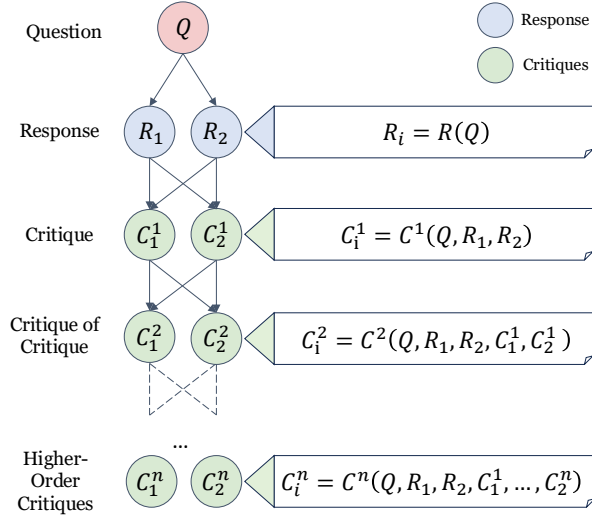 Question
Q
Response
Critiques
Response
R₁ R₂
Rᵢ = R(Q)
Critique
C₁¹ C₂¹
Cᵢ¹ = C¹(Q, R₁, R₂)
Critique of
Critique
C₁² C₂²
Cᵢ² = C²(Q, R₁, R₂, C₁¹, C₂¹)
...
Higher-
Order
Critiques
C₁ⁿ C₂ⁿ
Cᵢⁿ = Cⁿ(Q, R₁, R₂, C₁¹, …, C₂ⁿ)